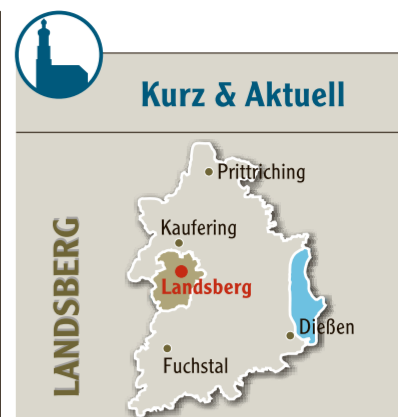 Kurz & Aktuell
LANDSBERG
Prittriching
Kaufering
Landsberg
Dießen
Fuchstal